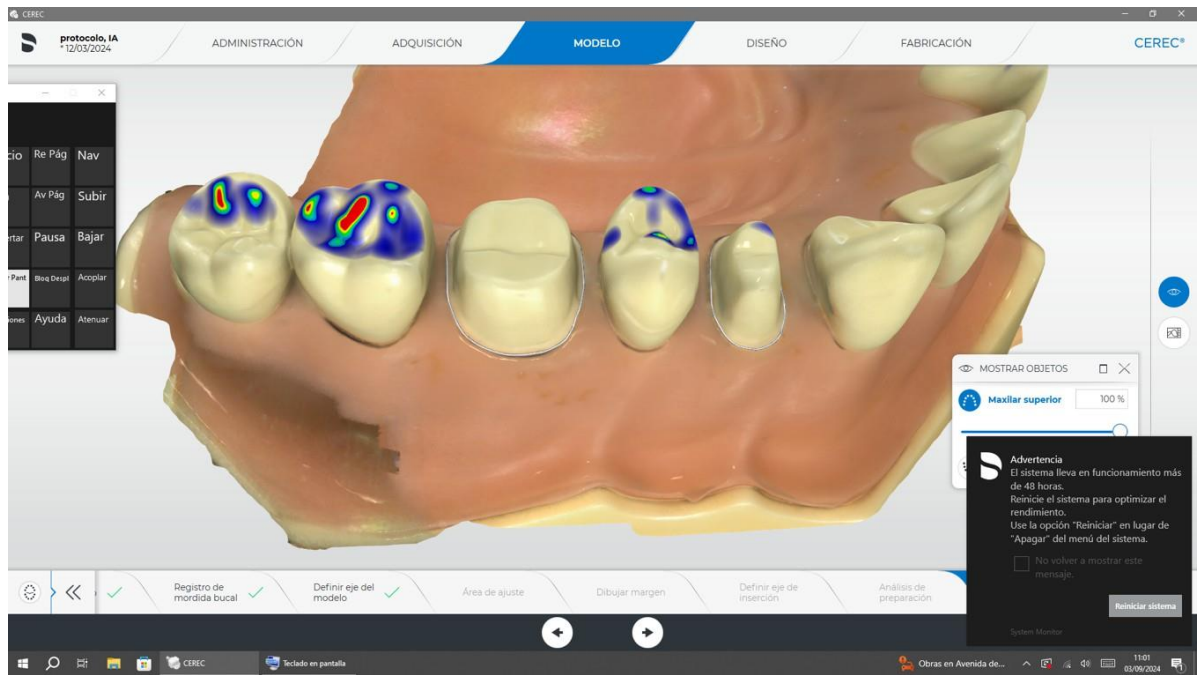 CEREC
protocolo, IA
* 12/03/2024
ADMINISTRACIÓN
ADQUISICIÓN
MODELO
DISEÑO
FABRICACIÓN
CEREC®
cio
Re Pág
Nav
Av Pág
Subir
ertar
Pausa
Bajar
Pant
Bloq Despl
Acoplar
iones
Ayuda
Atenuar
MOSTRAR OBJETOS
Maxilar superior
100 %
Advertencia
El sistema lleva en funcionamiento más
de 48 horas.
Reinicie el sistema para optimizar el
rendimiento.
Use la opción "Reiniciar" en lugar de
"Apagar" del menú del sistema.
No volver a mostrar este
mensaje.
Reiniciar sistema
System Monitor
Registro de
mordida bucal
Definir eje del
modelo
Área de ajuste
Dibujar margen
Definir eje de
inserción
Análisis de
preparación
CEREC
Teclado en pantalla
Obras en Avenida de...
11:01
03/09/2024